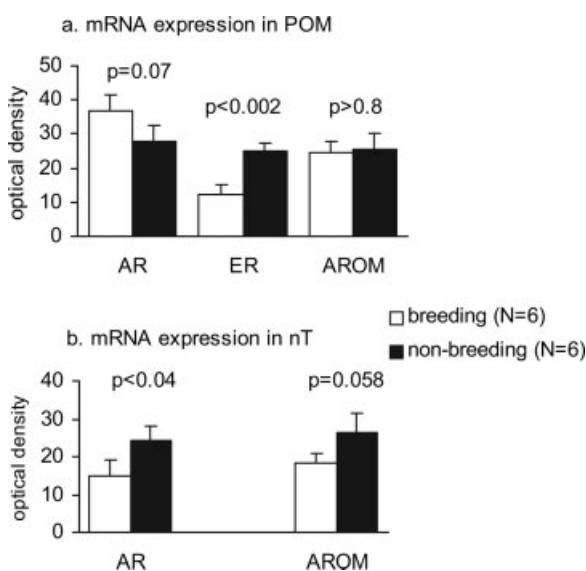 a. mRNA expression in POM
optical density
50
40
30
20
10
0
p=0.07
p<0.002
p>0.8
AR ER AROM
breeding (N=6)
non-breeding (N=6)
b. mRNA expression in nT
optical density
40
30
20
10
0
p<0.04
p=0.058
AR AROM